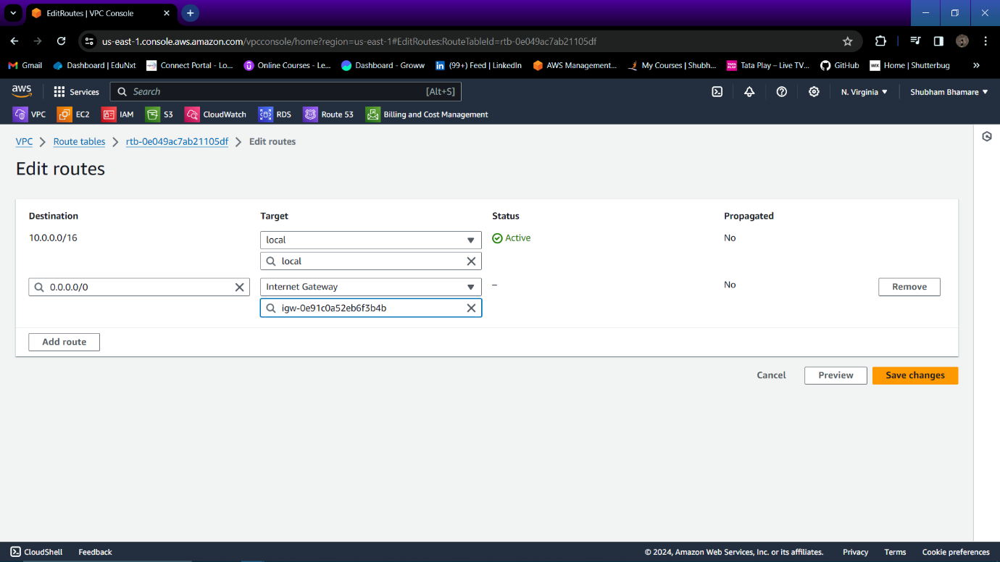 EditRoutes | VPC Console
us-east-1.console.aws.amazon.com/vpcconsole/home?region=us-east-1#EditRoutes:RouteTableId=rtb-0e049ac7ab21105df
Gmail Dashboard | EduNxt Connect Portal - Lo... Online Courses - Le... Dashboard - Groww (99+) Feed | LinkedIn AWS Management... My Courses | Shubh... Tata Play – Live TV... GitHub Home | Shutterbug
aws Services Search [Alt+S] N. Virginia Shubham Bhamare
VPC EC2 IAM S3 CloudWatch RDS Route 53 Billing and Cost Management
VPC Route tables rtb-0e049ac7ab21105df Edit routes
Edit routes
Destination Target Status Propagated
10.0.0.0/16 local Active No
local
0.0.0.0/0 Internet Gateway – No Remove
igw-0e91c0a52eb6f3b4b
Add route
Cancel Preview Save changes
CloudShell Feedback © 2024, Amazon Web Services, Inc. or its affiliates. Privacy Terms Cookie preferences